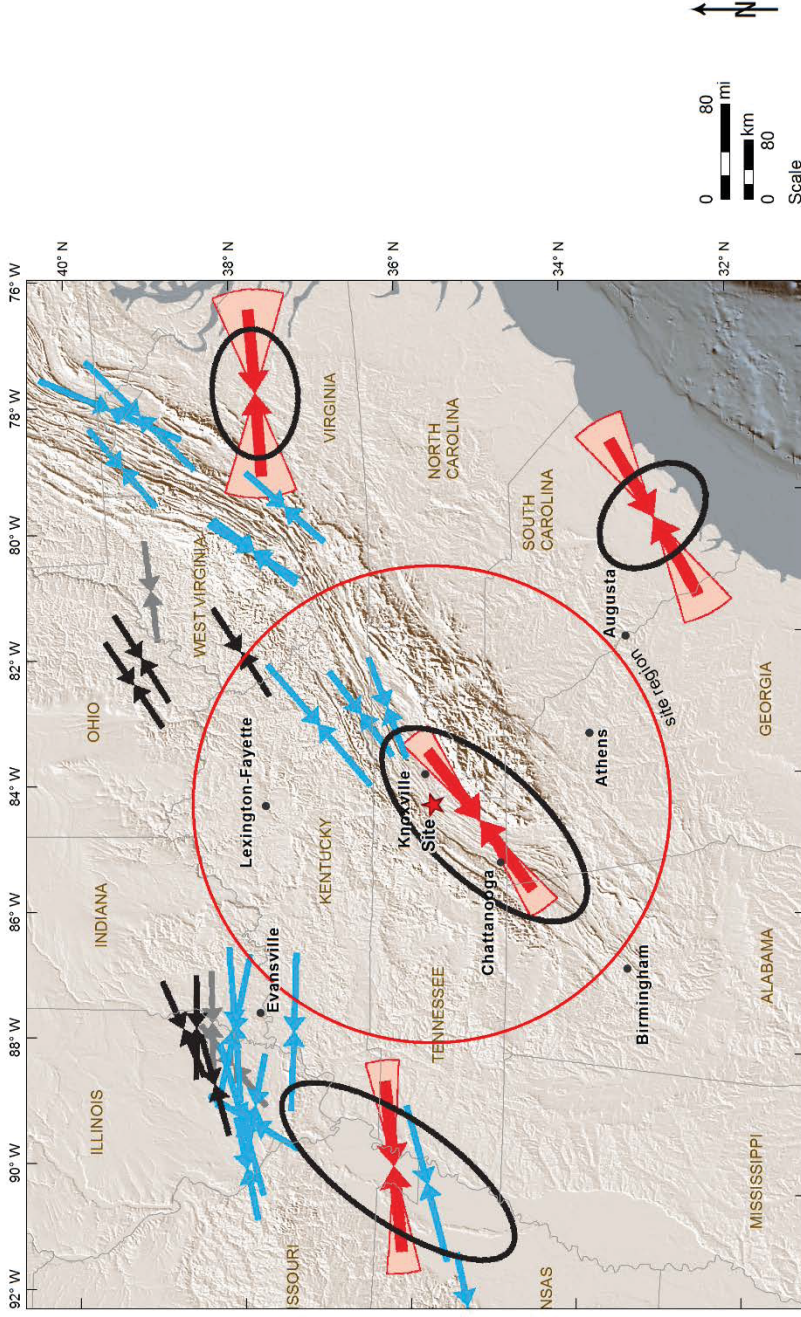 92° W
90° W
88° W
86° W
84° W
82° W
80° W
78° W
76° W
40° N
38° N
36° N
34° N
32° N
ILLINOIS
INDIANA
OHIO
WEST VIRGINIA
VIRGINIA
SSOURI
Evansville
Lexington-Fayette
KENTUCKY
Knoxville
Site
Chattanooga
TENNESSEE
NORTH
CAROLINA
SOUTH
CAROLINA
NSAS
Birmingham
Athens
Augusta
site region
MISSISSIPPI
ALABAMA
GEORGIA
0 80
mi
km
0 80
Scale
N